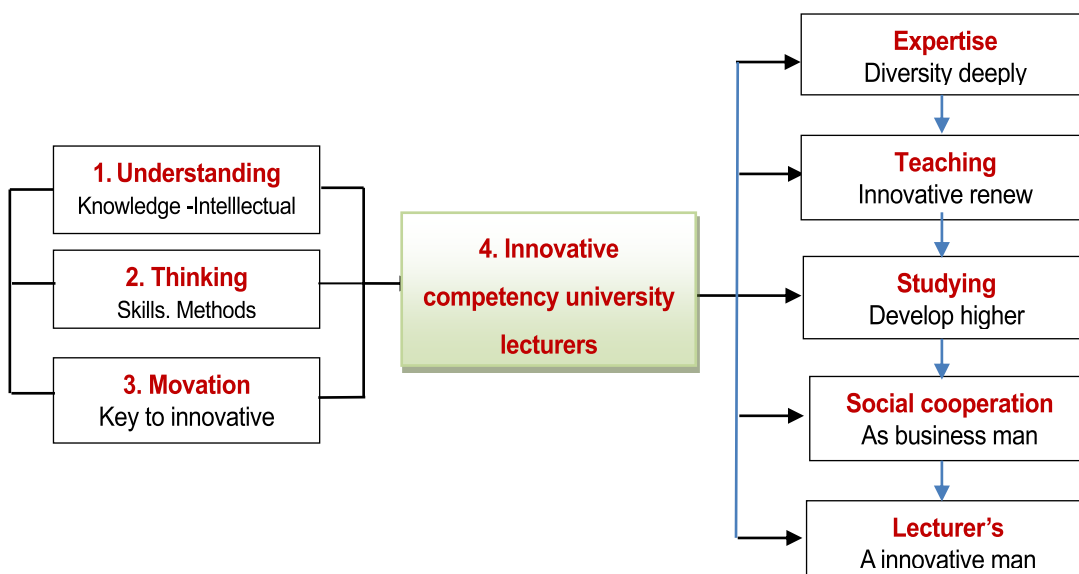 1. Understanding
Knowledge -Intelllectual
2. Thinking
Skills. Methods
3. Movation
Key to innovative
4. Innovative
competency university
lecturers
Expertise
Diversity deeply
Teaching
Innovative renew
Studying
Develop higher
Social cooperation
As business man
Lecturer’s
A innovative man